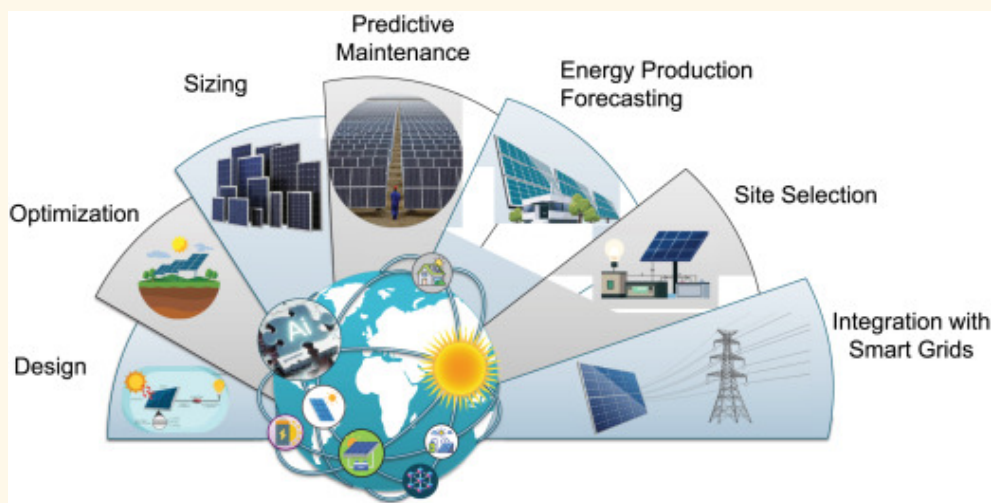 Predictive
Maintenance
Sizing
Energy Production
Forecasting
Optimization
Site Selection
Design
Integration with
Smart Grids
Ai